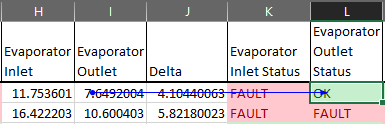 H I J K L
Evaporator Inlet Evaporator Outlet Delta Evaporator Inlet Status Evaporator Outlet Status
11.753601 7.6492004 4.10440063 FAULT OK
16.422203 10.600403 5.82180023 FAULT FAULT